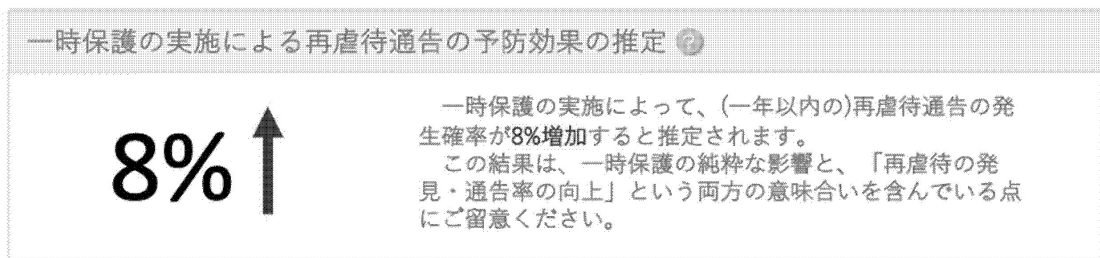 一時保護の実施による再虐待通告の予防効果の推定 ?
8%
一時保護の実施によって、(一年以内の)再虐待通告の発
生確率が8%増加すると推定されます。
この結果は、一時保護の純粋な影響と、「再虐待の発
見・通告率の向上」という両方の意味合いを含んでいる点
にご留意ください。